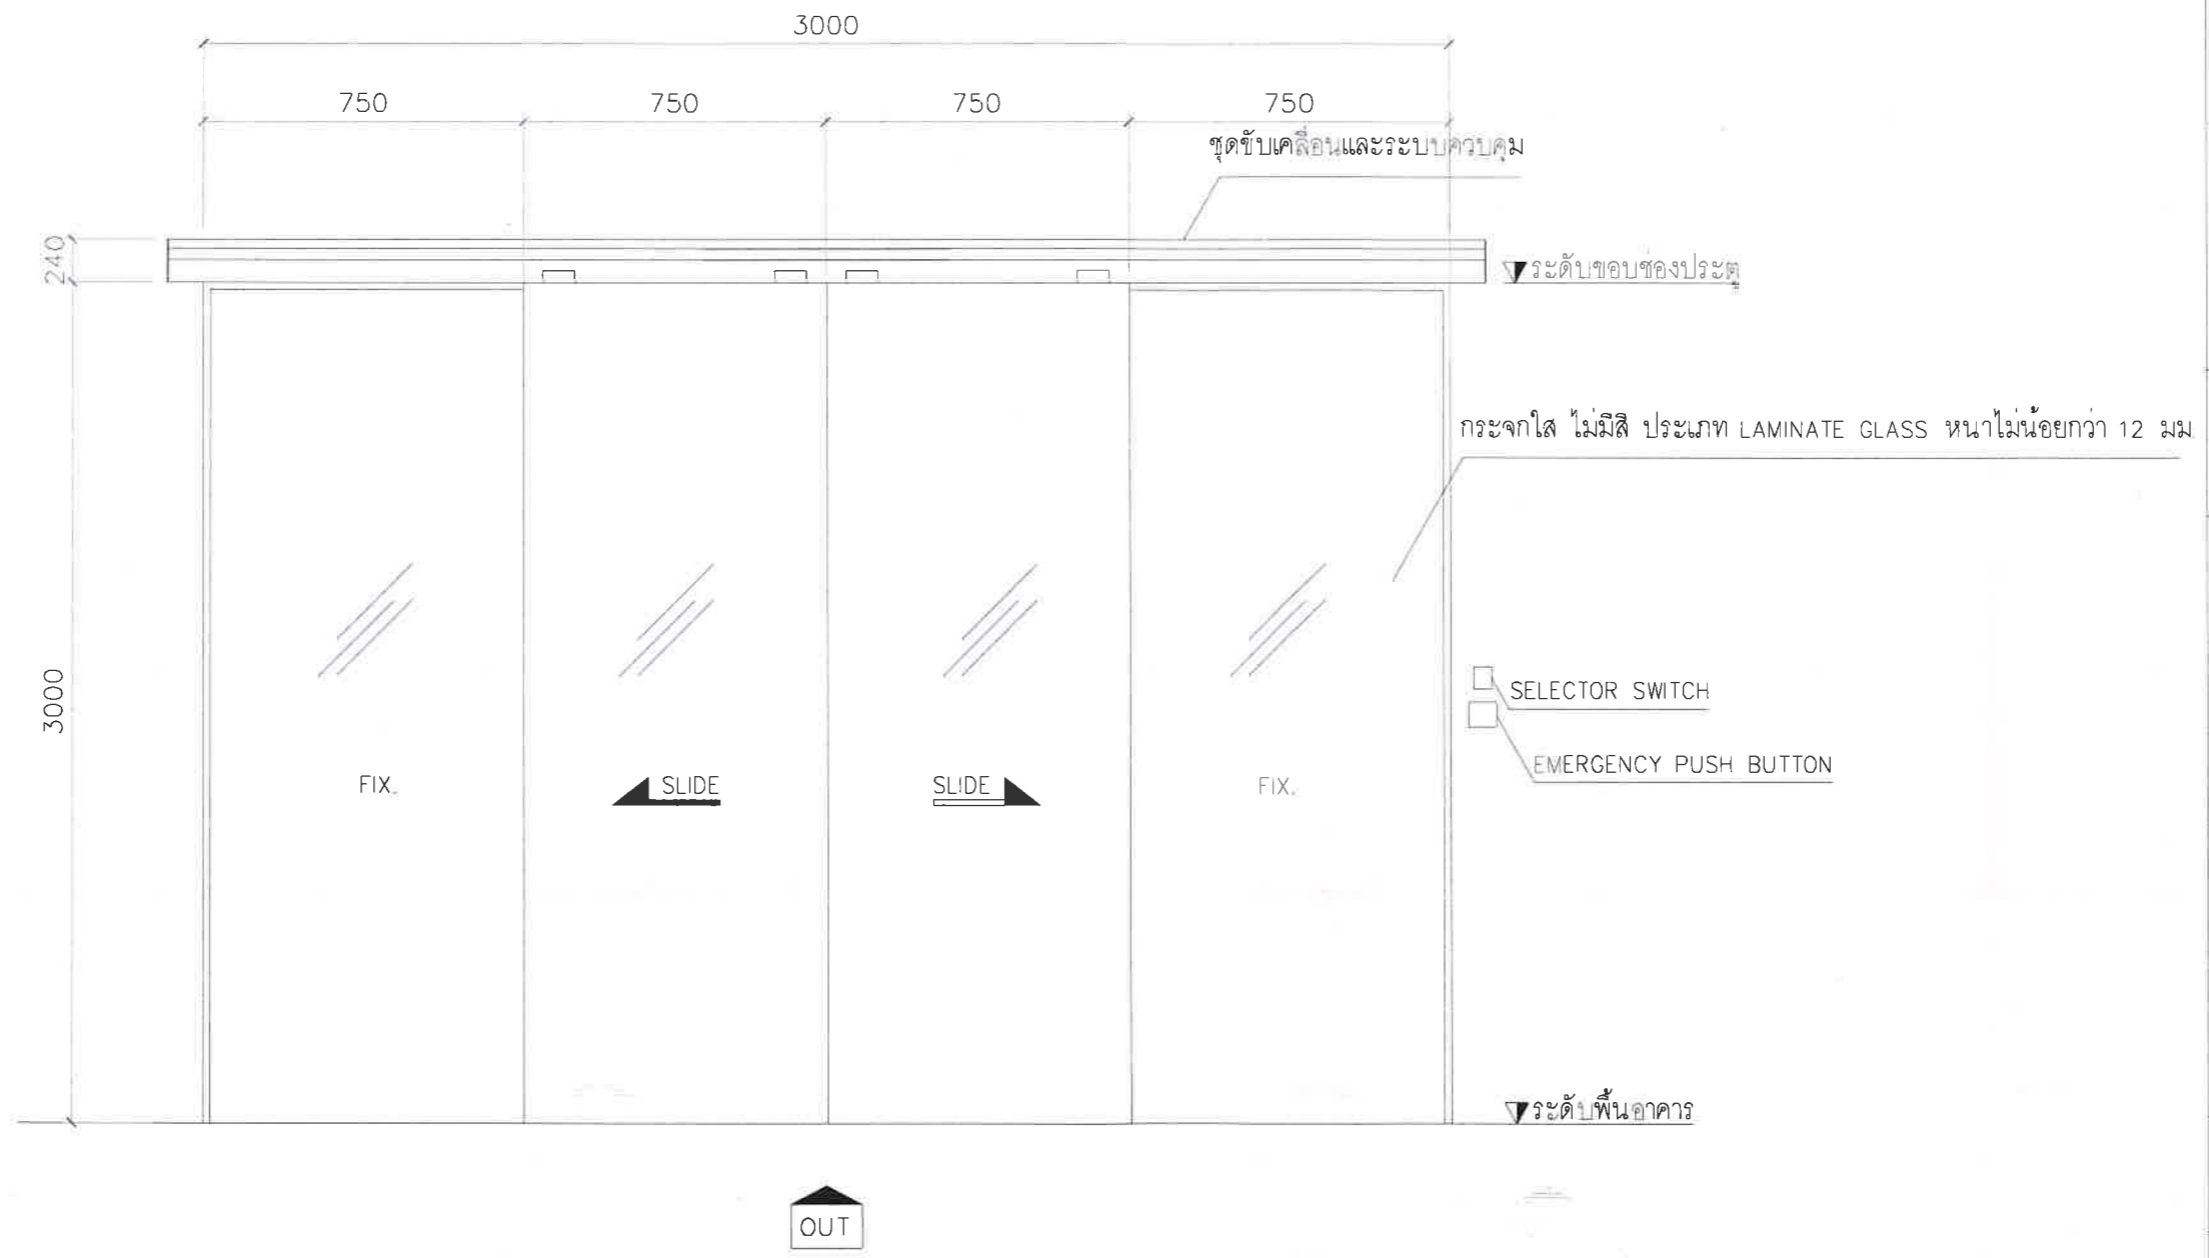 3000
750 750 750 750
ชุดขับเคลื่อนและระบบควบคุม
240
ระดับขอบช่องประตู
กระจกใส ไม่มีสี ประเภท LAMINATE GLASS หนาไม่น้อยกว่า 12 มม
3000
SELECTOR SWITCH
EMERGENCY PUSH BUTTON
FIX. SLIDE SLIDE FIX.
ระดับพื้นอาคาร
OUT